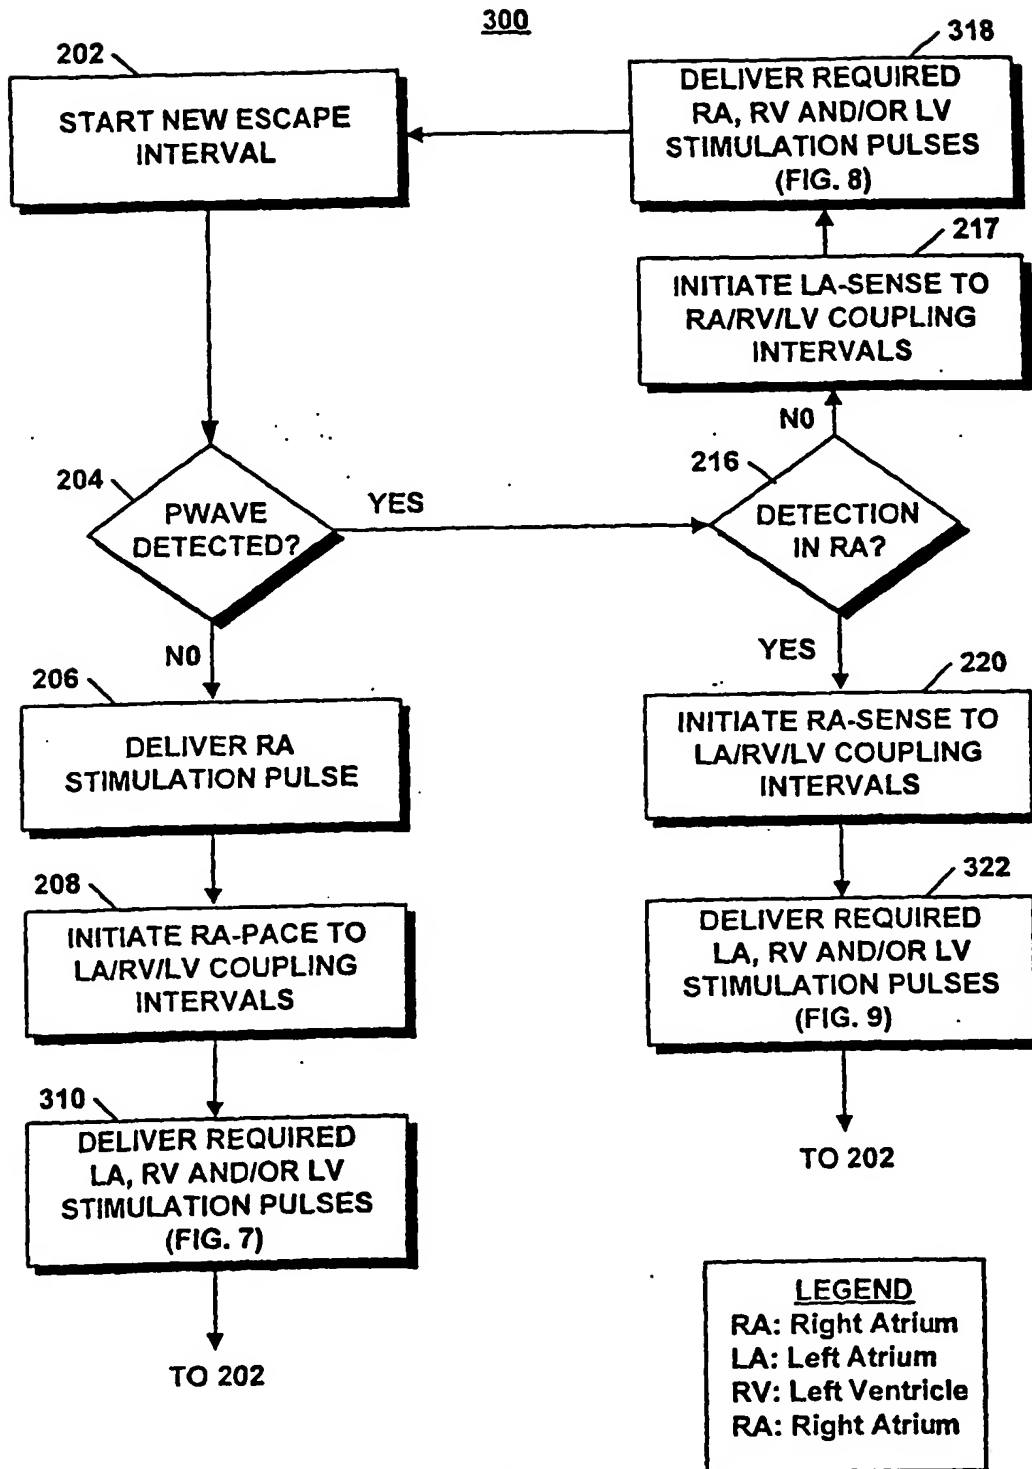 300
202
START NEW ESCAPE
INTERVAL
318
DELIVER REQUIRED
RA, RV AND/OR LV
STIMULATION PULSES
(FIG. 8)
217
INITIATE LA-SENSE TO
RA/RV/LV COUPLING
INTERVALS
NO
204
PWAVE
DETECTED?
YES
216
DETECTION
IN RA?
NO
206
DELIVER RA
STIMULATION PULSE
YES
220
INITIATE RA-SENSE TO
LA/RV/LV COUPLING
INTERVALS
208
INITIATE RA-PACE TO
LA/RV/LV COUPLING
INTERVALS
322
DELIVER REQUIRED
LA, RV AND/OR LV
STIMULATION PULSES
(FIG. 9)
310
DELIVER REQUIRED
LA, RV AND/OR LV
STIMULATION PULSES
(FIG. 7)
TO 202
TO 202
LEGEND
RA: Right Atrium
LA: Left Atrium
RV: Left Ventricle
RA: Right Atrium